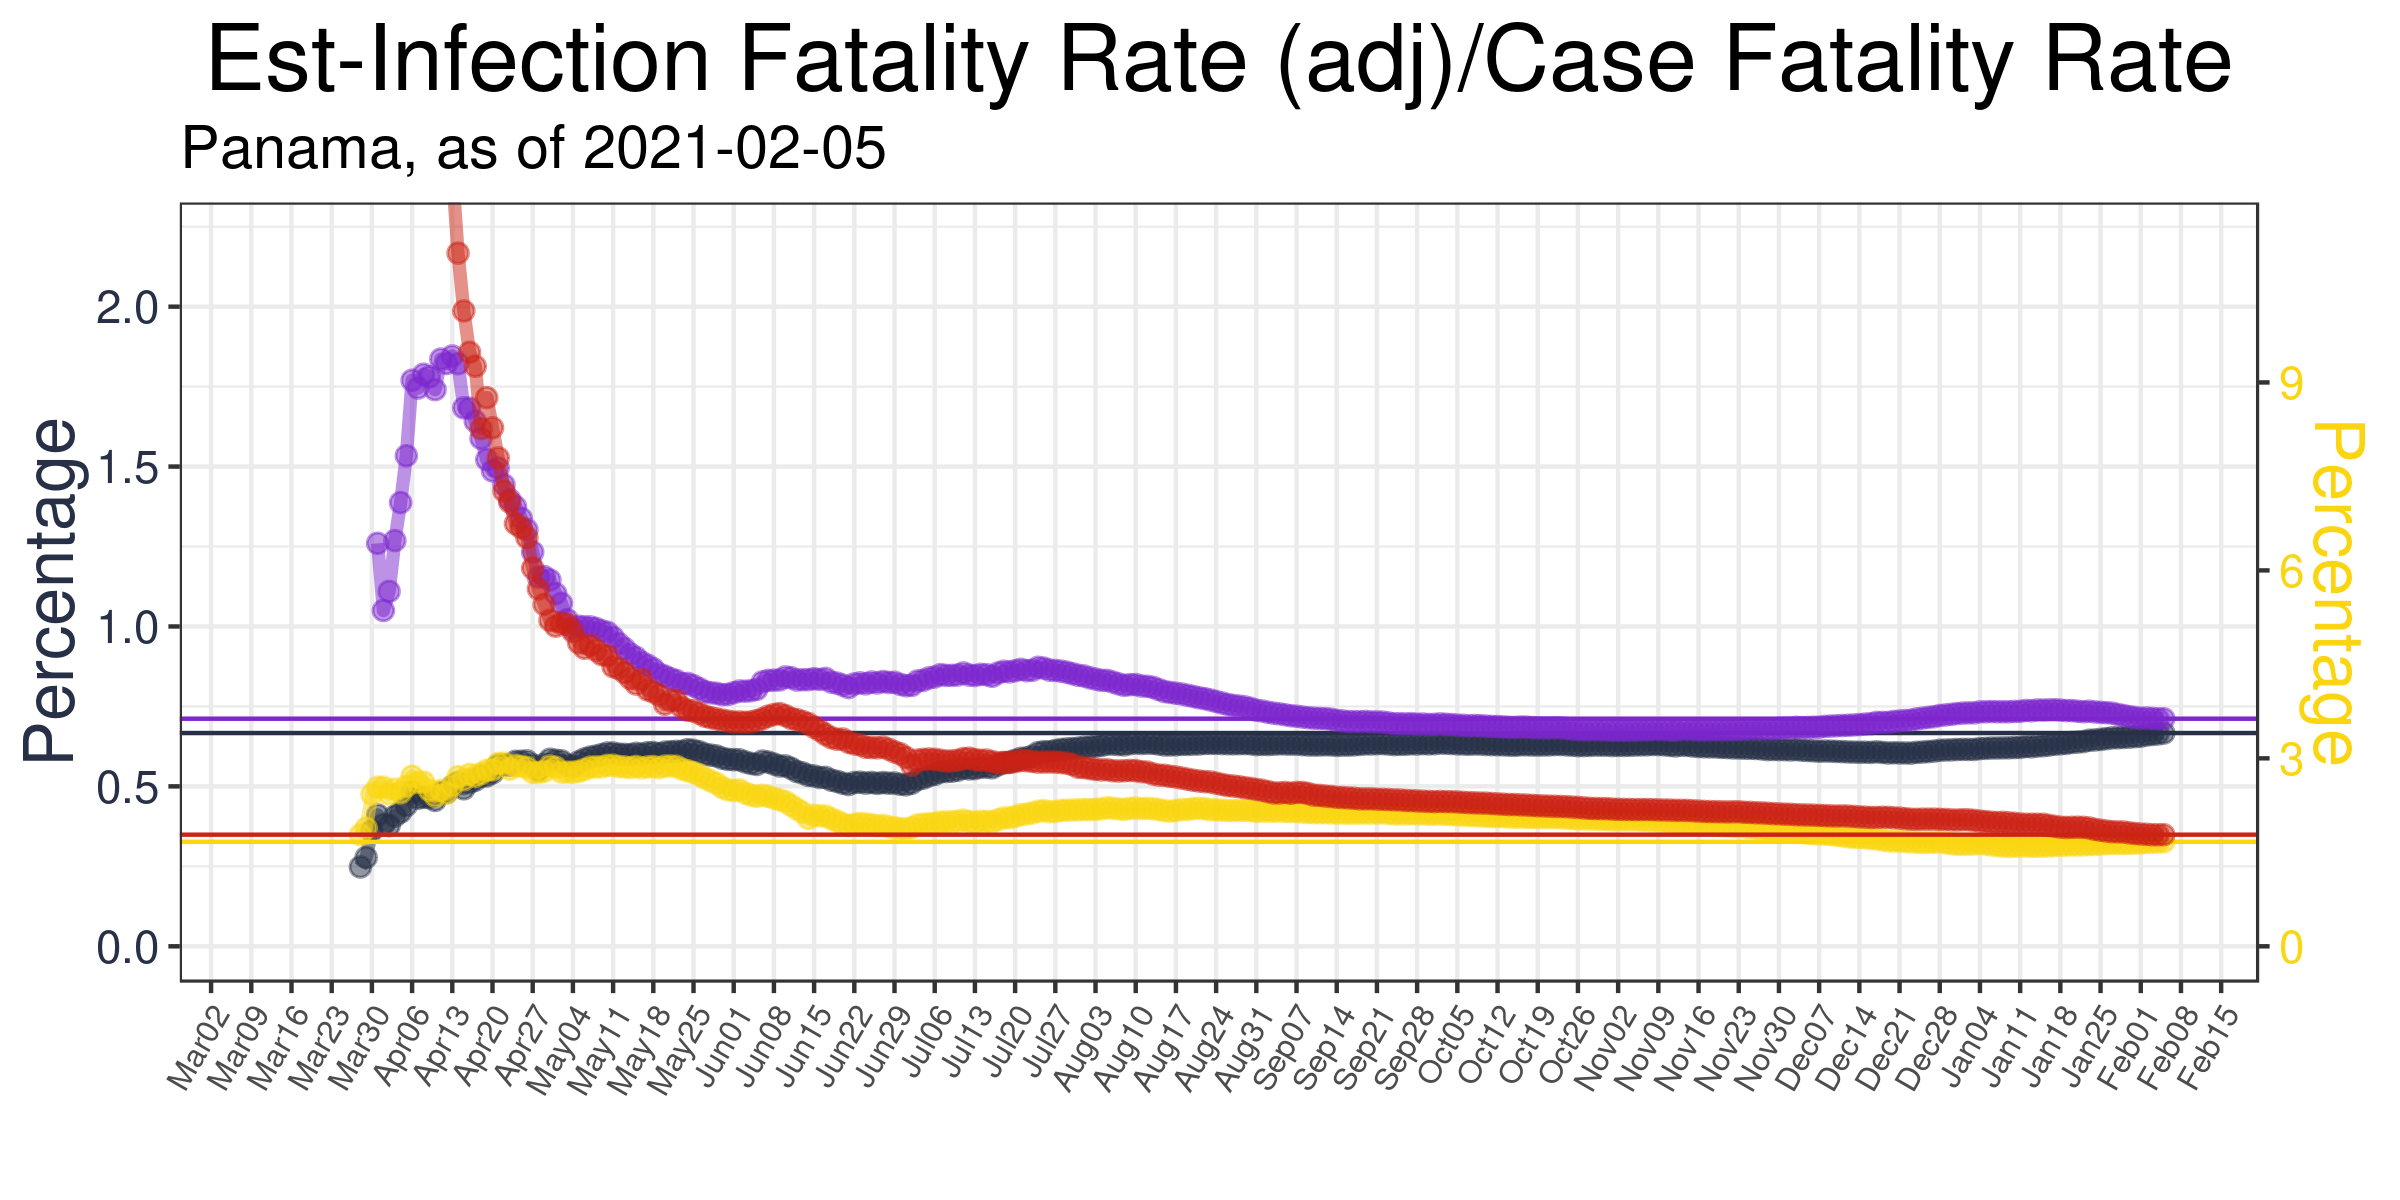 Est-Infection Fatality Rate (adj)/Case Fatality Rate
Panama, as of 2021-02-05
Percentage
2.0
1.5
1.0
0.5
0.0
9
6
3
0
Percentage
Mar02
Mar09
Mar16
Mar23
Mar30
Apr06
Apr13
Apr20
Apr27
May04
May11
May18
May25
Jun01
Jun08
Jun15
Jun22
Jun29
Jul06
Jul13
Jul20
Jul27
Aug03
Aug10
Aug17
Aug24
Aug31
Sep07
Sep14
Sep21
Sep28
Oct05
Oct12
Oct19
Oct26
Nov02
Nov09
Nov16
Nov23
Nov30
Dec07
Dec14
Dec21
Dec28
Jan04
Jan11
Jan18
Jan25
Feb01
Feb08
Feb15